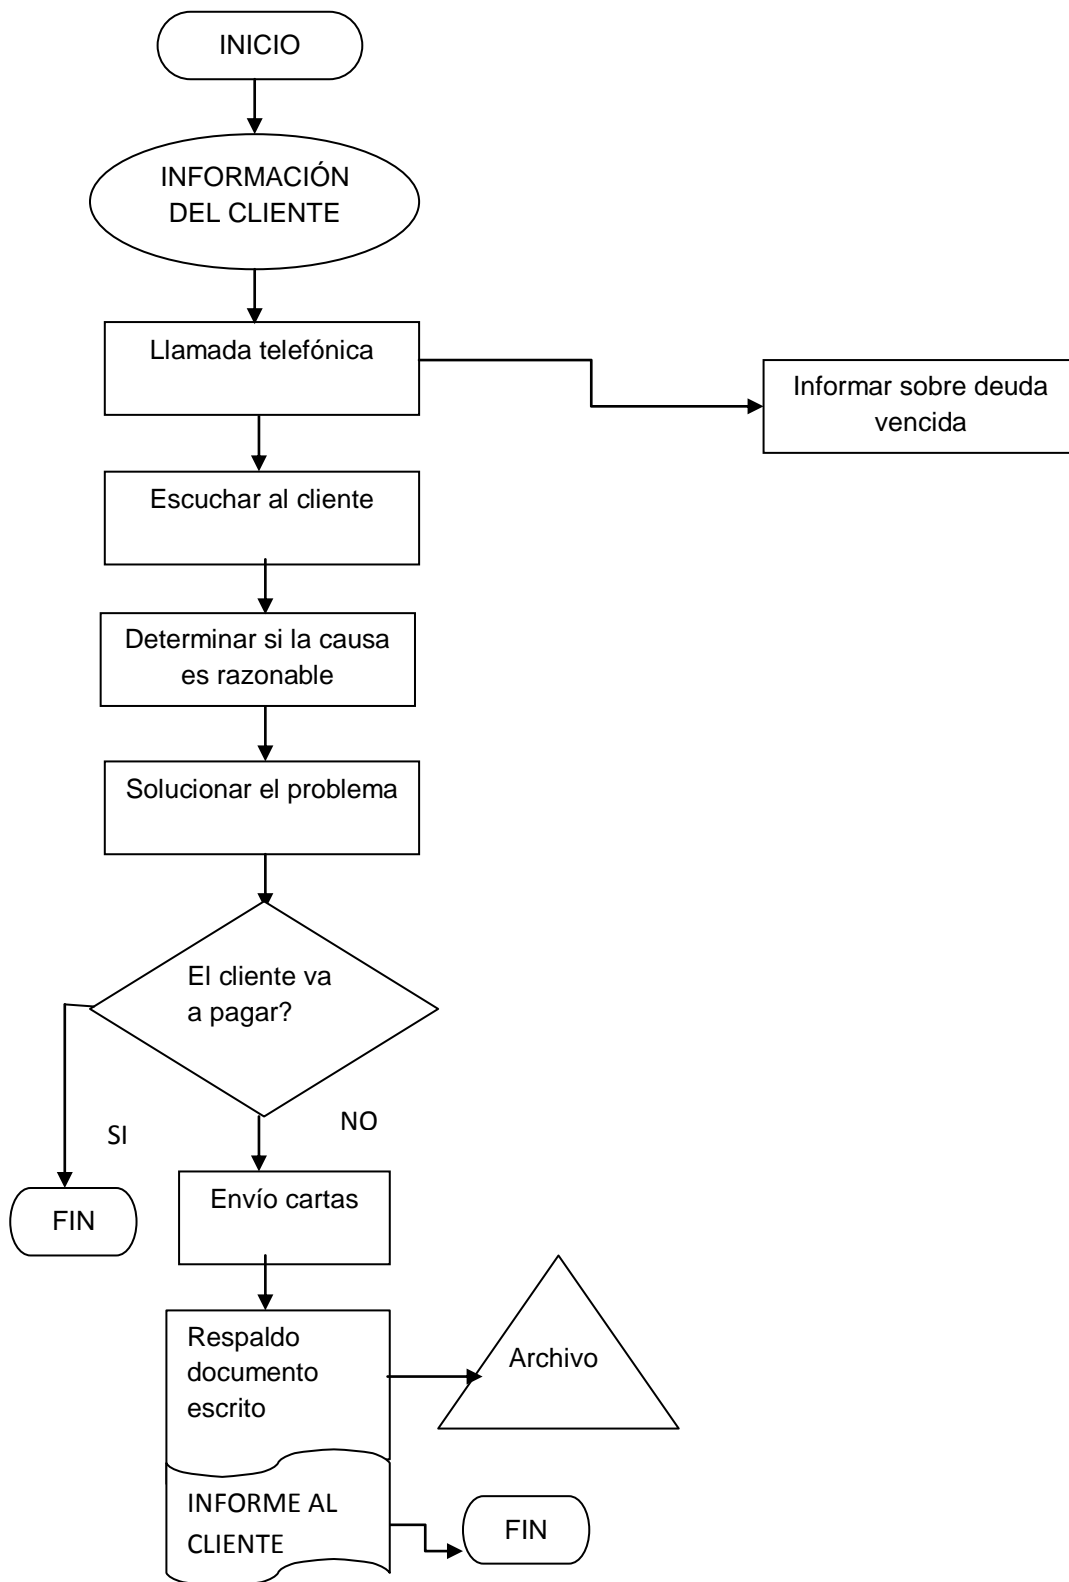 INICIO
INFORMACIÓN
DEL CLIENTE
Llamada telefónica
Informar sobre deuda
vencida
Escuchar al cliente
Determinar si la causa
es razonable
Solucionar el problema
El cliente va
a pagar?
SI
NO
Envío cartas
FIN
Respaldo
documento
escrito
Archivo
INFORME AL
CLIENTE
FIN